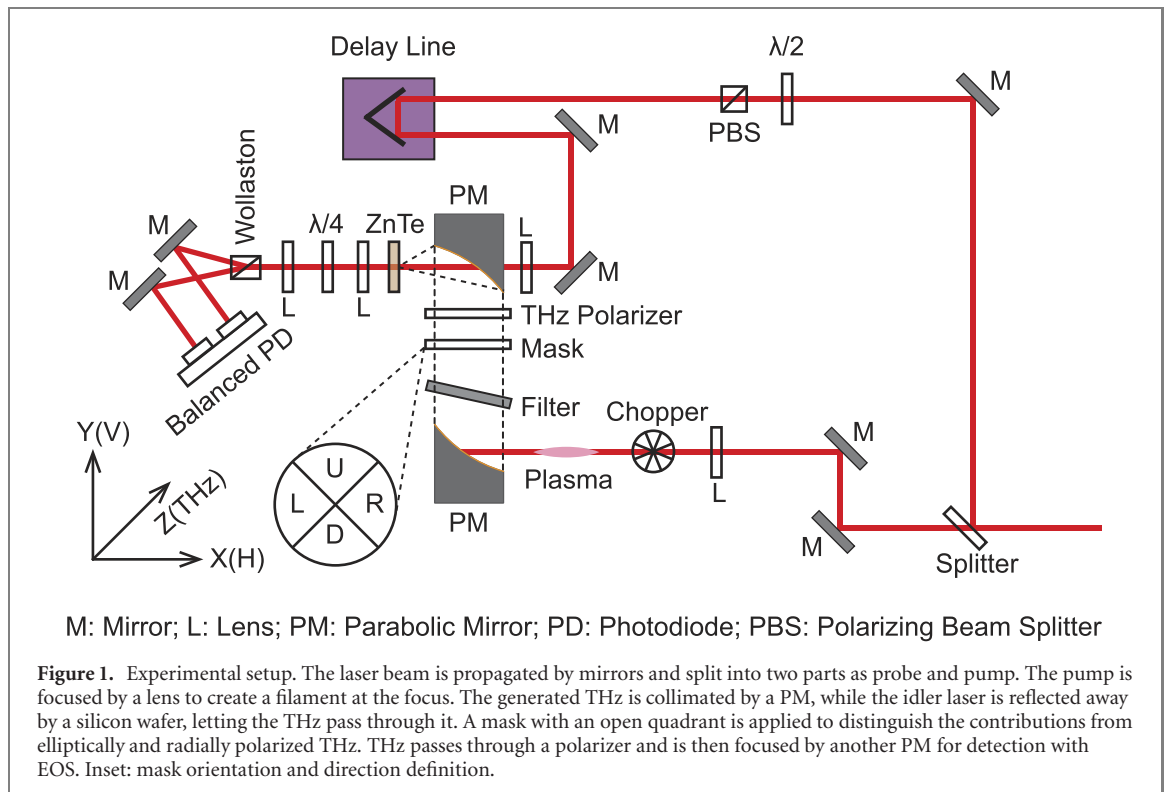 Delay Line
λ/2
M
PBS
M
PM
Wollaston
M
M
λ/4
ZnTe
L
M
L
L
THz Polarizer
Mask
Balanced PD
Filter
Chopper
Y(V)
Z(THz)
X(H)
U
L
R
D
Plasma
PM
L
M
M
Splitter
M: Mirror; L: Lens; PM: Parabolic Mirror; PD: Photodiode; PBS: Polarizing Beam Splitter
Figure 1. Experimental setup. The laser beam is propagated by mirrors and split into two parts as probe and pump. The pump is
focused by a lens to create a filament at the focus. The generated THz is collimated by a PM, while the idler laser is reflected away
by a silicon wafer, letting the THz pass through it. A mask with an open quadrant is applied to distinguish the contributions from
elliptically and radially polarized THz. THz passes through a polarizer and is then focused by another PM for detection with
EOS. Inset: mask orientation and direction definition.